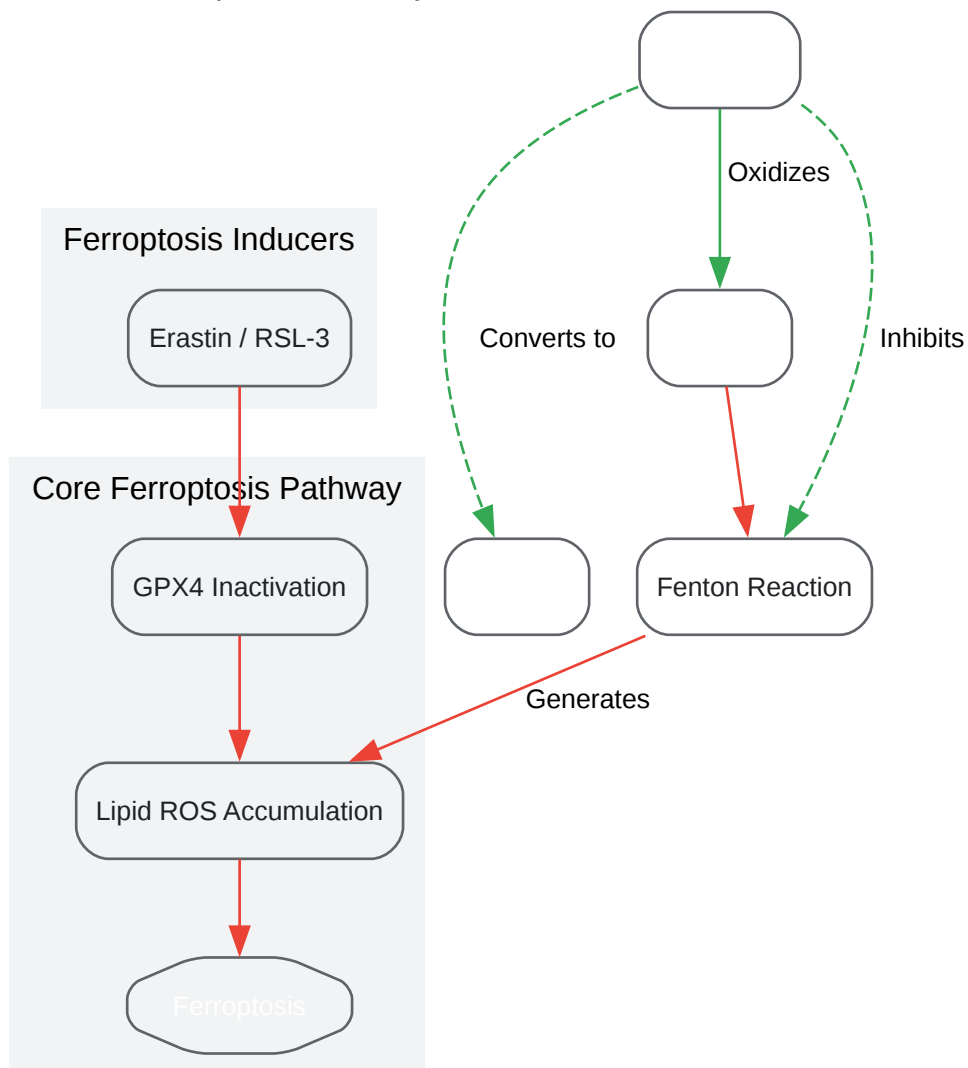 Oxidizes
Ferroptosis Inducers
Erastin / RSL-3
Converts to
Inhibits
Core Ferroptosis Pathway
GPX4 Inactivation
Fenton Reaction
Generates
Lipid ROS Accumulation
Ferroptosis